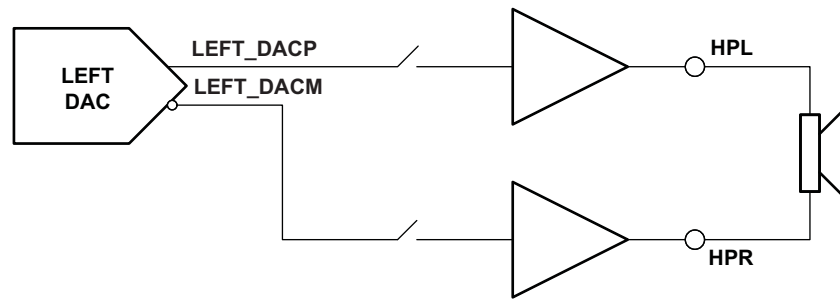 LEFT_DACP
HPL
LEFT
DAC
LEFT_DACM
HPR